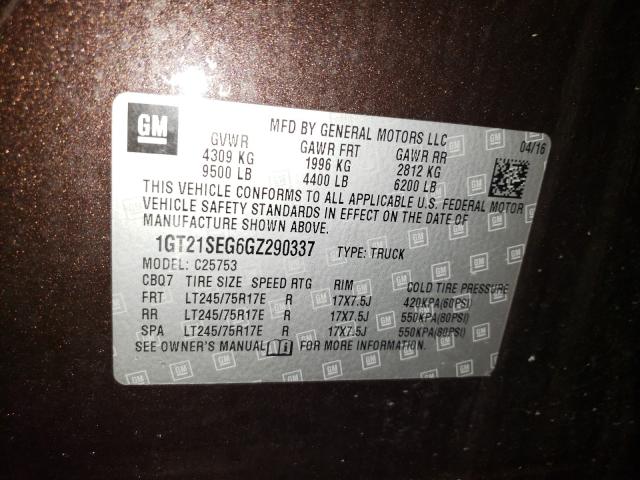 GM
MFD BY GENERAL MOTORS LLC
04/16
GVWR GAWR FRT GAWR RR
4309 KG 1996 KG 2812 KG
9500 LB 4400 LB 6200 LB
THIS VEHICLE CONFORMS TO ALL APPLICABLE U.S. FEDERAL MOTOR
VEHICLE SAFETY STANDARDS IN EFFECT ON THE DATE OF
MANUFACTURE SHOWN ABOVE.
1GT21SEG6GZ290337 TYPE: TRUCK
MODEL: C25753
CBQ7 TIRE SIZE SPEED RTG RIM COLD TIRE PRESSURE
FRT LT245/75R17E R 17X7.5J 420KPA(60PSI)
RR LT245/75R17E R 17X7.5J 550KPA(80PSI)
SPA LT245/75R17E R 17X7.5J 550KPA(80PSI)
SEE OWNER'S MANUAL FOR MORE INFORMATION.